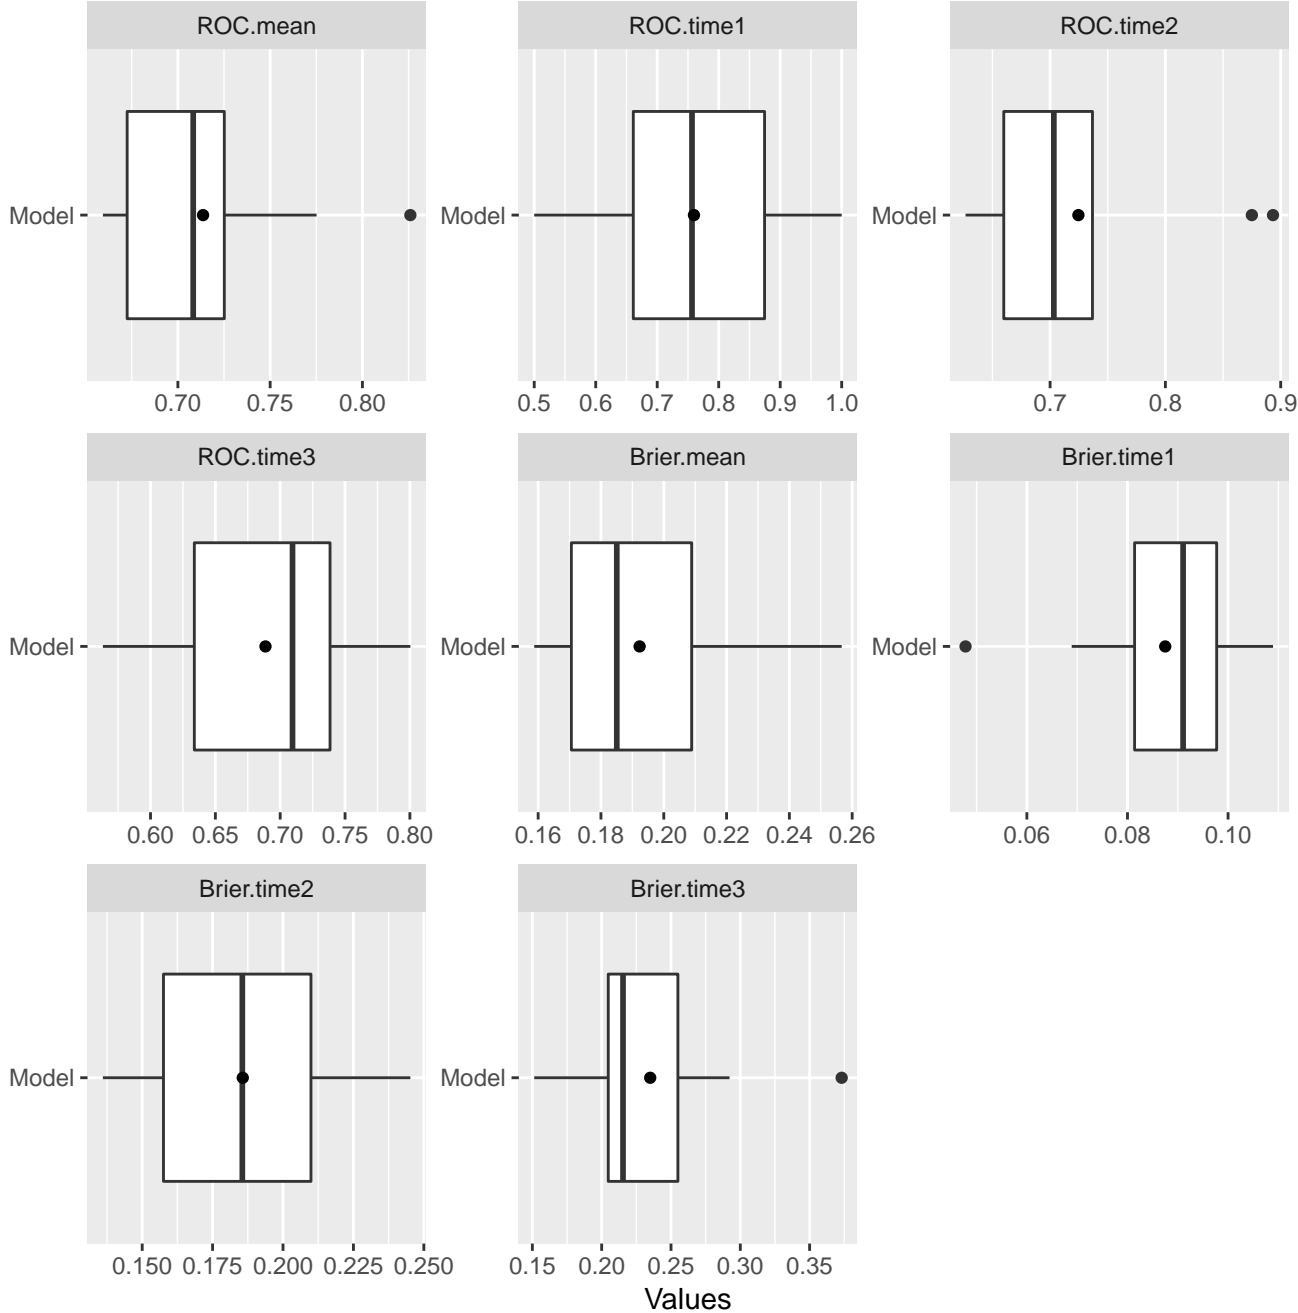 ROC.mean
ROC.time1
ROC.time2
Model
Model
Model
0.70 0.75 0.80
0.5 0.6 0.7 0.8 0.9 1.0
0.7 0.8 0.9
ROC.time3
Brier.mean
Brier.time1
Model
Model
Model
0.60 0.65 0.70 0.75 0.80
0.16 0.18 0.20 0.22 0.24 0.26
0.06 0.08 0.10
Brier.time2
Brier.time3
Model
Model
0.150 0.175 0.200 0.225 0.250
0.15 0.20 0.25 0.30 0.35
Values